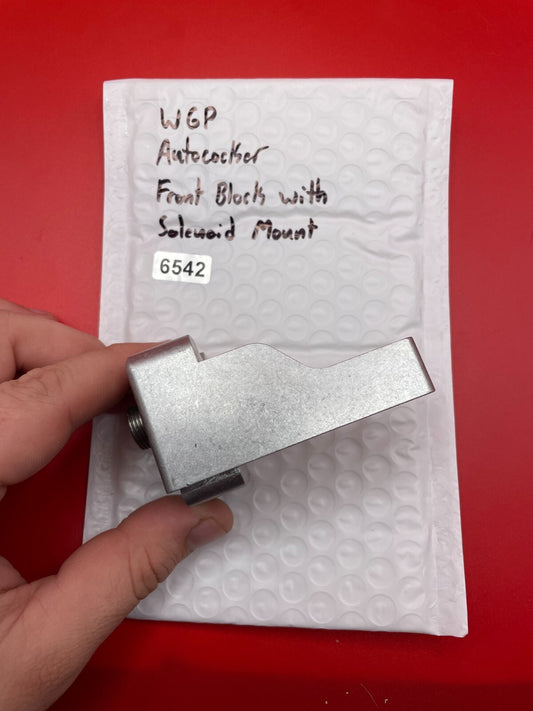 WGP
Autococker
Front Block with
Solenoid Mount
6542